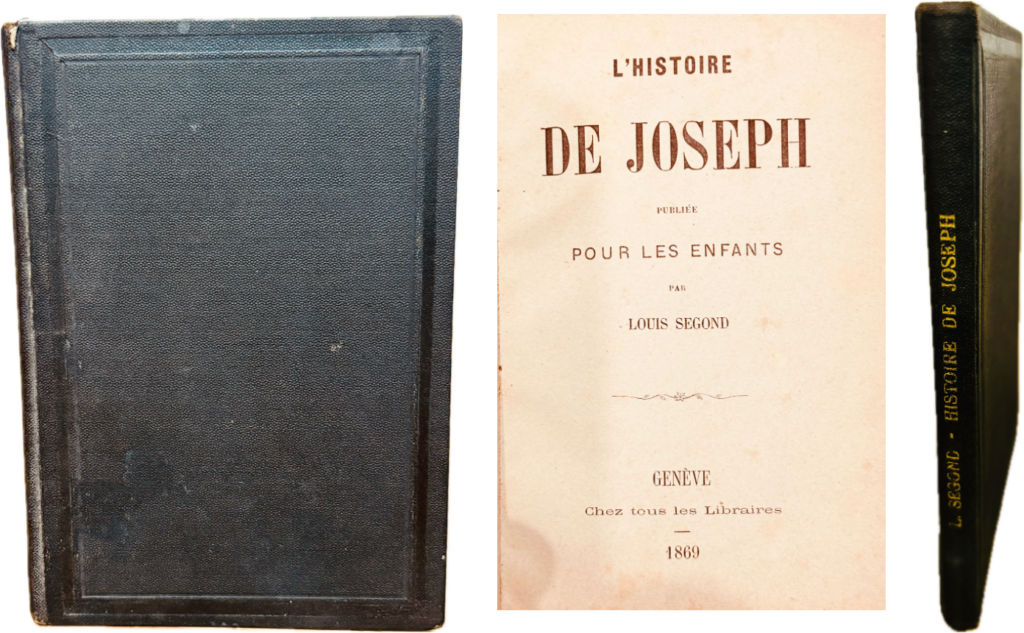 L'HISTOIRE
DE JOSEPH
PUBLIÉE
POUR LES ENFANTS
PAR
LOUIS SEGOND
GENÈVE
Chez tous les Libraires
1869
L. SEGOND - HISTOIRE DE JOSEPH